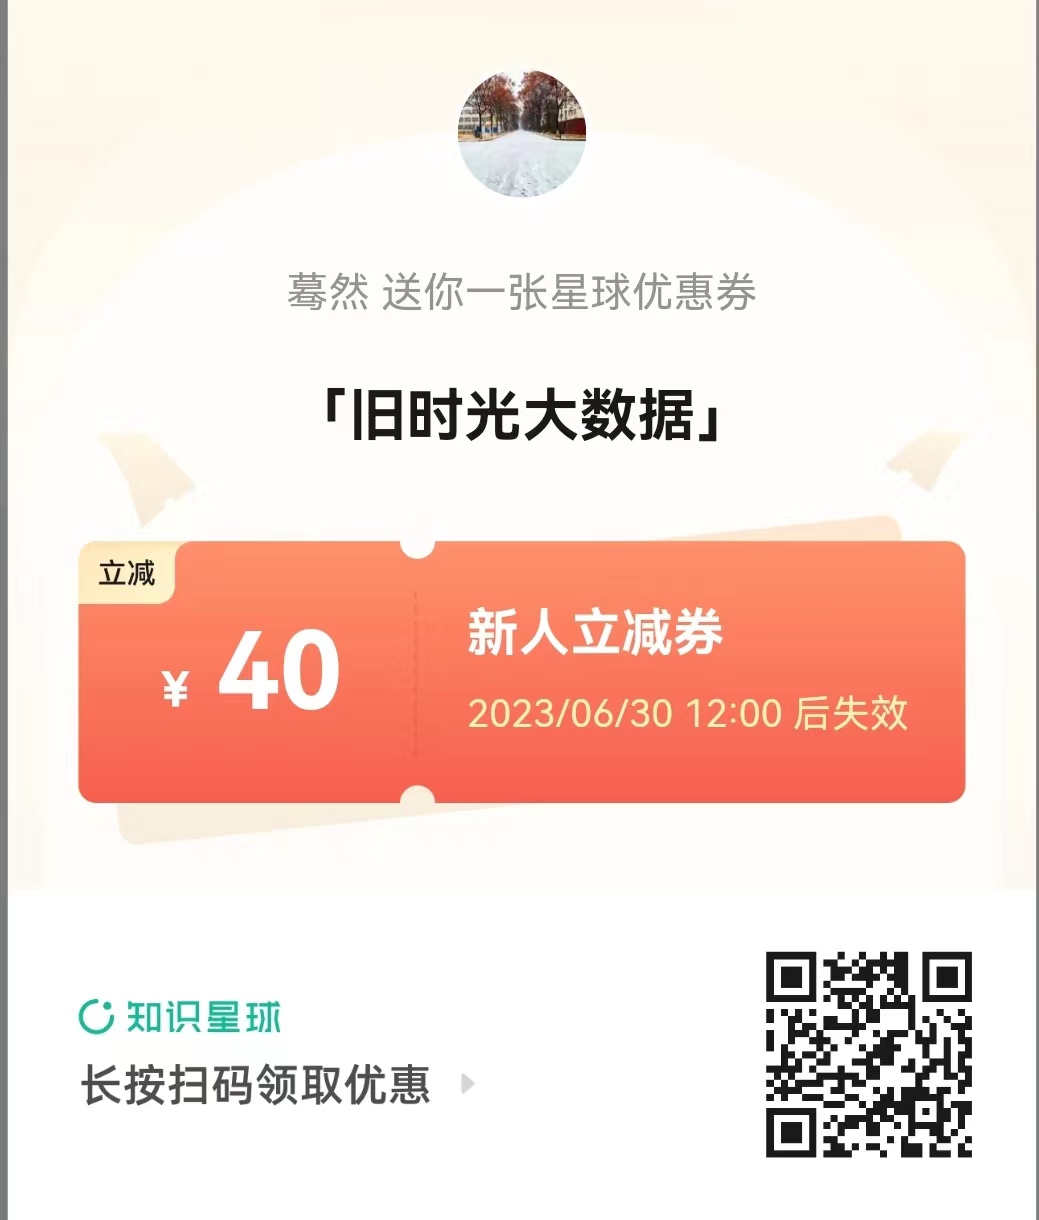 蓦然 送你一张星球优惠券
「旧时光大数据」
立减
¥ 40
新人立减券
2023/06/30 12:00 后失效
知识星球
长按扫码领取优惠